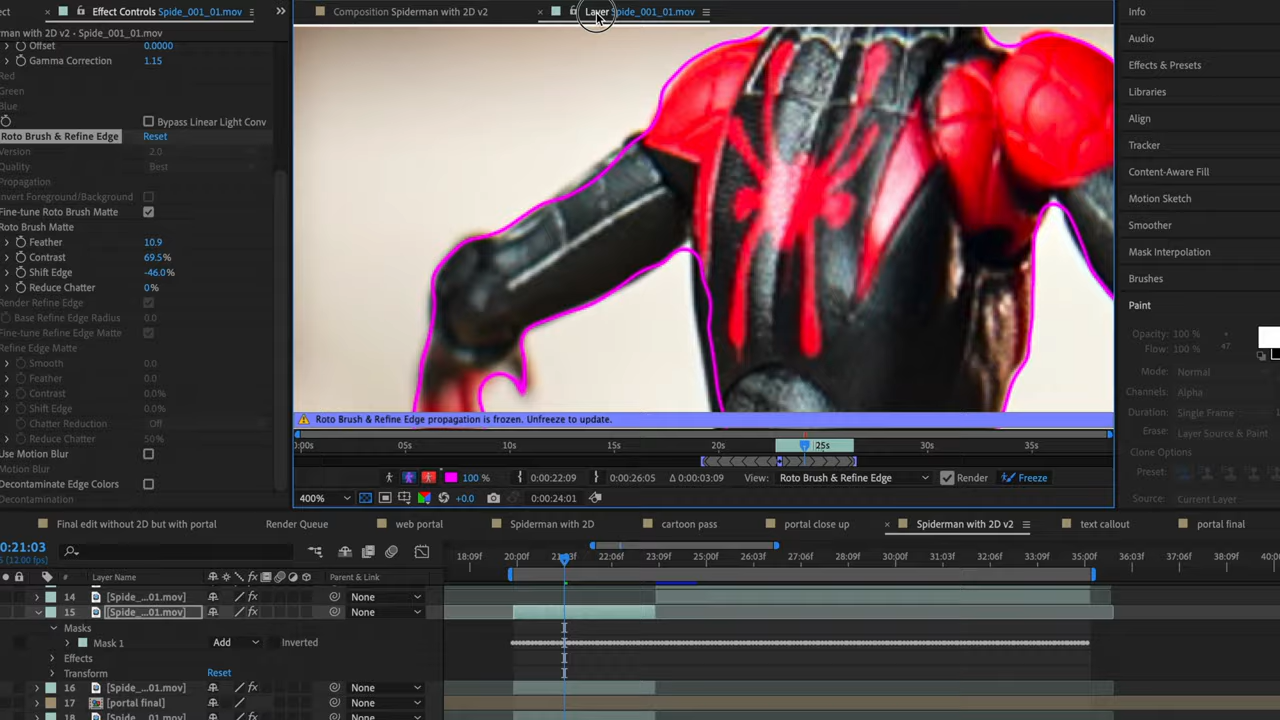 Effect Controls Spide_001_01.mov
rman with 2D v2 • Spide_001_01.mov
Offset 0.0000
Gamma Correction 1.15
Red
Green
Blue
Bypass Linear Light Conv
Roto Brush & Refine Edge Reset
Version 2.0
Quality Best
Propagation
Invert Foreground/Background
Fine-tune Roto Brush Matte
Roto Brush Matte
Feather 10.9
Contrast 69.5%
Shift Edge -46.0%
Reduce Chatter 0%
Render Refine Edge
Base Refine Edge Radius 0.0
Fine-tune Refine Edge Matte
Refine Edge Matte
Smooth 0.0
Feather 0.0
Contrast 0.0%
Shift Edge 0.0%
Chatter Reduction Off
Reduce Chatter 50%
Use Motion Blur
Motion Blur
Decontaminate Edge Colors
Decontamination
Composition Spiderman with 2D v2
Layer Spide_001_01.mov
Roto Brush & Refine Edge propagation is frozen. Unfreeze to update.
0:00s 05s 10s 15s 20s 25s 30s 35s
100 % 0:00:22:09 0:00:26:05 Δ 0:00:03:09 View: Roto Brush & Refine Edge Render Freeze
400% +0.0 0:00:24:01
Info
Audio
Effects & Presets
Libraries
Align
Tracker
Content-Aware Fill
Motion Sketch
Smoother
Mask Interpolation
Brushes
Paint
Opacity: 100 %
Flow: 100 % 47
Mode: Normal
Channels: Alpha
Duration: Single Frame
Erase: Layer Source & Paint
Clone Options
Preset:
Source: Current Layer
Final edit without 2D but with portal Render Queue web portal Spiderman with 2D cartoon pass portal close up Spiderman with 2D v2 text callout portal final
0:21:03
(12.00 fps)
18:09f 20:00f 21:03f 22:06f 23:09f 25:00f 26:03f 27:06f 28:09f 30:00f 31:03f 32:06f 33:09f 35:00f 36:03f 37:06f 38:09f 40:0
# Layer Name Parent & Link
14 [Spide_...01.mov] None
15 [Spide_...01.mov] None
Masks
Mask 1 Add Inverted
Effects
Transform Reset
16 [Spide_...01.mov] None
17 [portal final] None
18 [Spide_...01.mov] None